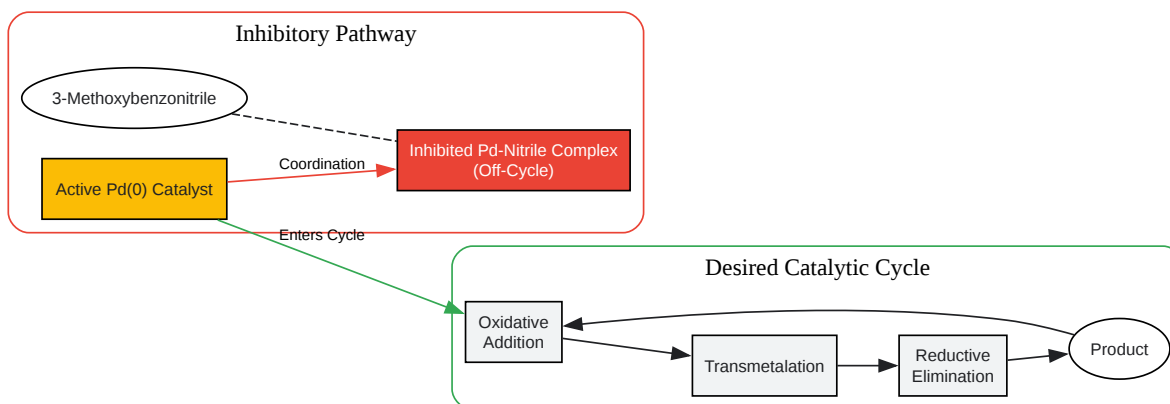 Inhibitory Pathway
3-Methoxybenzonitrile
Inhibited Pd-Nitrile Complex
(Off-Cycle)
Coordination
Active Pd(0) Catalyst
Enters Cycle
Desired Catalytic Cycle
Oxidative
Addition
Transmetalation
Reductive
Elimination
Product